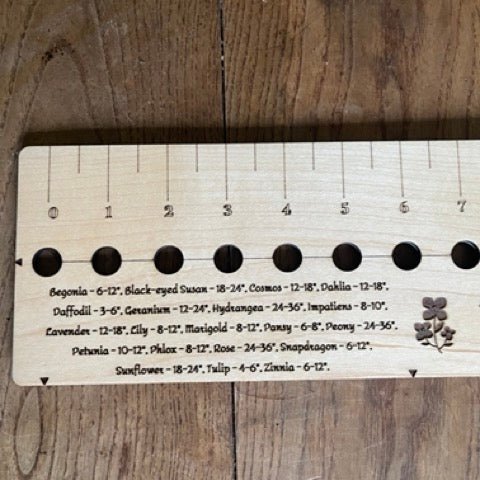 0 1 2 3 4 5 6 7
Begonia - 6-12", Black-eyed Susan - 18-24", Cosmos - 12-18", Dahlia - 12-18",
Daffodil - 3-6", Geranium - 12-24", Hydrangea - 24-36", Impatiens - 8-10",
Lavender - 12-18", Lily - 8-12", Marigold - 8-12", Pansy - 6-8", Peony - 24-36",
Petunia - 10-12", Phlox - 8-12", Rose - 24-36", Snapdragon - 6-12",
Sunflower - 18-24", Tulip - 4-6", Zinnia - 6-12",